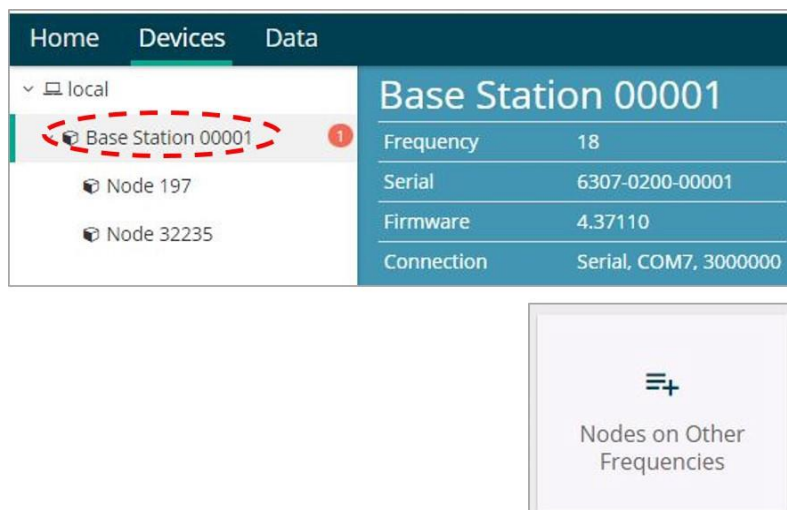 Home Devices Data
local
Base Station 00001 1
Node 197
Node 32235
Base Station 00001
Frequency 18
Serial 6307-0200-00001
Firmware 4.37110
Connection Serial, COM7, 3000000
Nodes on Other
Frequencies